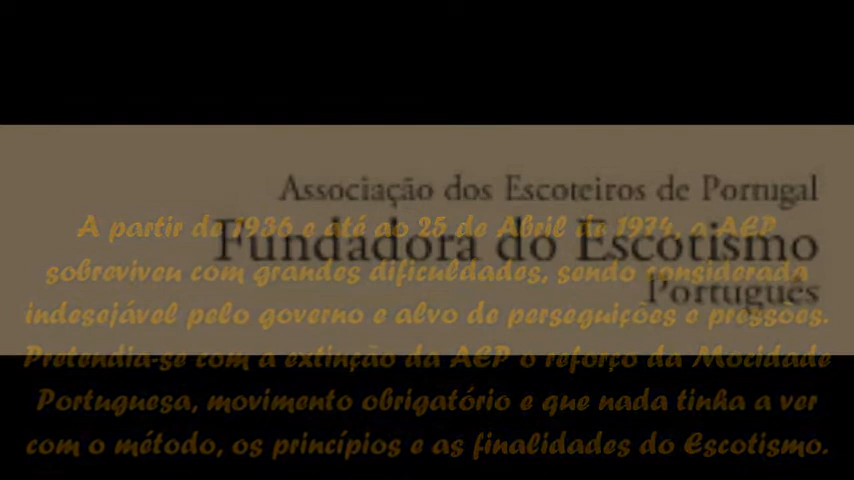 Associação dos Escoteiros de Portugal
Fundadora do Escotismo
Português
A partir de 1936 e até ao 25 de Abril de 1974, a AEP
sobreviveu com grandes dificuldades, sendo considerada
indesejável pelo governo e alvo de perseguições e pressões.
Pretendia-se com a extinção da AEP o reforço da Mocidade
Portuguesa, movimento obrigatório e que nada tinha a ver
com o método, os princípios e as finalidades do Escotismo.